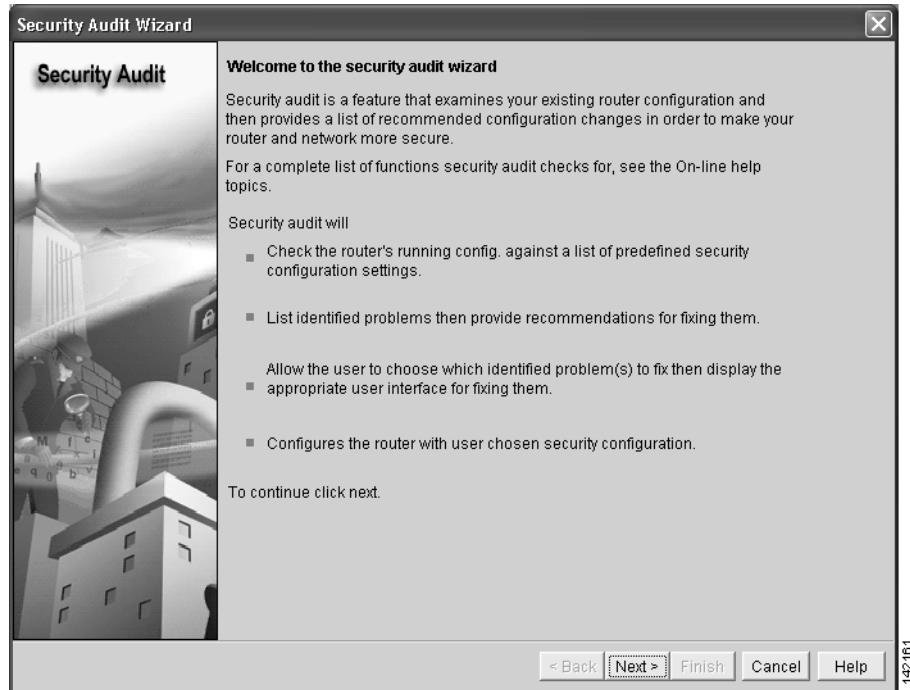 Security Audit Wizard
Security Audit
Welcome to the security audit wizard
Security audit is a feature that examines your existing router configuration and
then provides a list of recommended configuration changes in order to make your
router and network more secure.
For a complete list of functions security audit checks for, see the On-line help
topics.
Security audit will
Check the router's running config. against a list of predefined security
configuration settings.
List identified problems then provide recommendations for fixing them.
Allow the user to choose which identified problem(s) to fix then display the
appropriate user interface for fixing them.
Configures the router with user chosen security configuration.
To continue click next.
< Back Next > Finish Cancel Help
142161